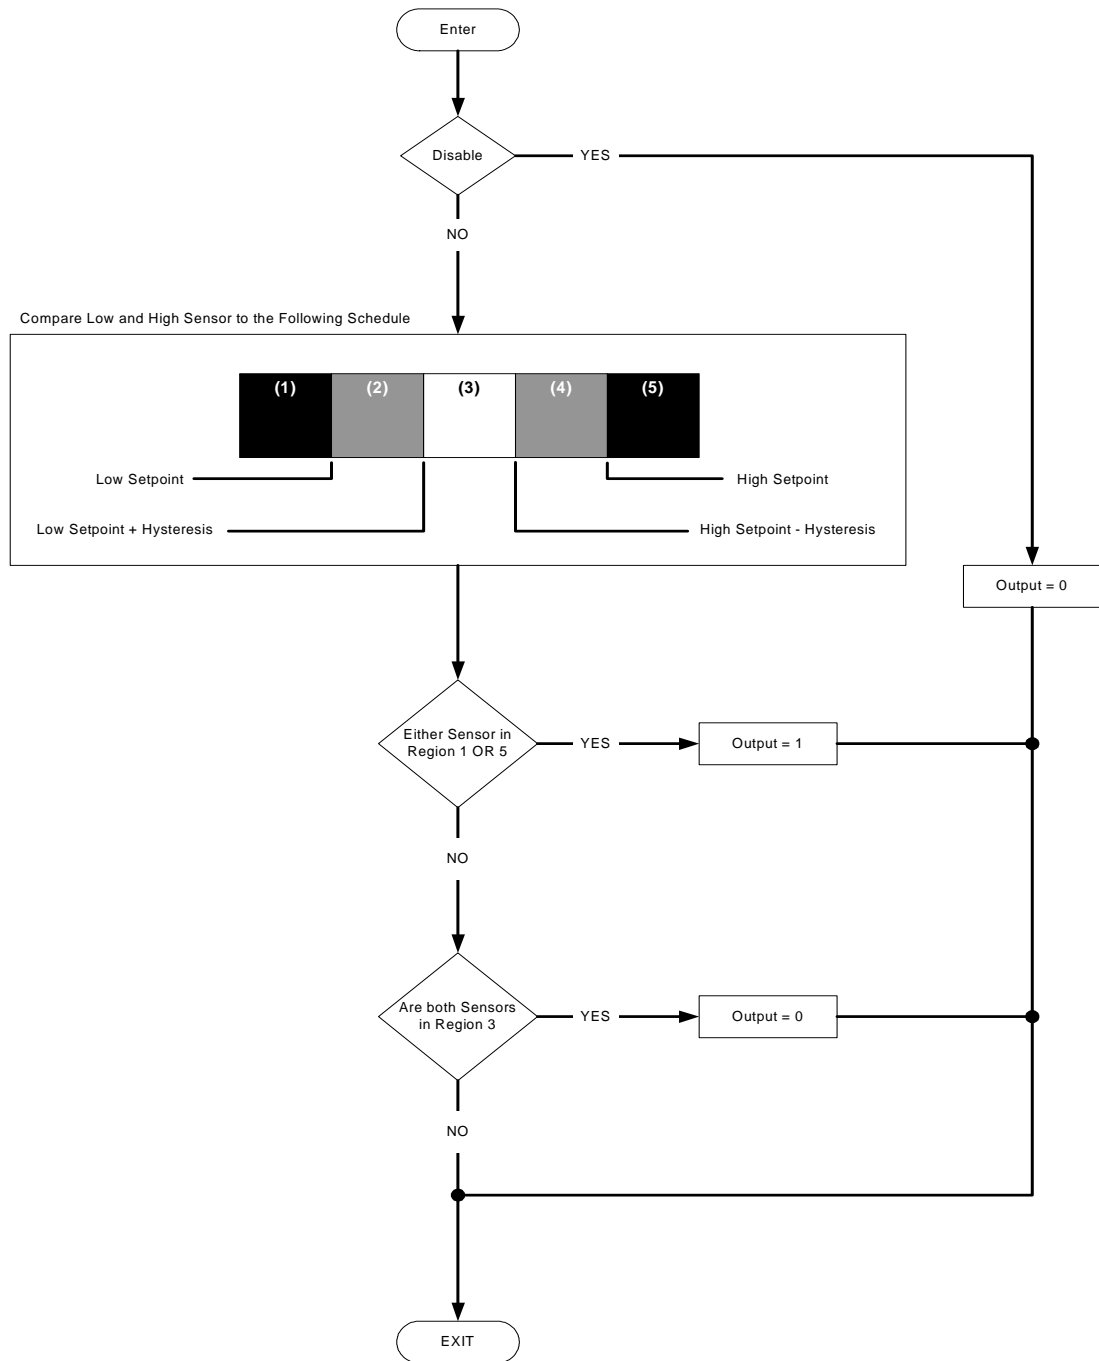 Enter
Disable
YES
NO
Compare Low and High Sensor to the Following Schedule
(1)
(2)
(3)
(4)
(5)
Low Setpoint
High Setpoint
Low Setpoint + Hysteresis
High Setpoint - Hysteresis
Output = 0
Either Sensor in
Region 1 OR 5
YES
Output = 1
NO
Are both Sensors
in Region 3
YES
Output = 0
NO
EXIT